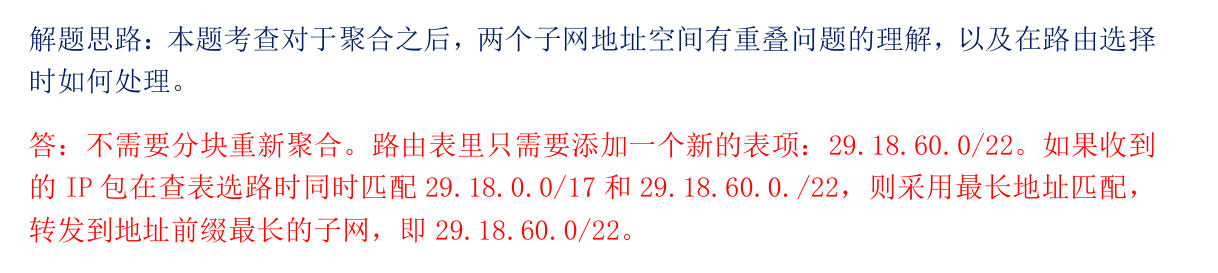 解题思路：本题考查对于聚合之后，两个子网地址空间有重叠问题的理解，以及在路由选择
时如何处理。
答：不需要分块重新聚合。路由表里只需要添加一个新的表项：29.18.60.0/22。如果收到
的 IP 包在查表选路时同时匹配 29.18.0.0/17 和 29.18.60.0./22，则采用最长地址匹配，
转发到地址前缀最长的子网，即 29.18.60.0/22。